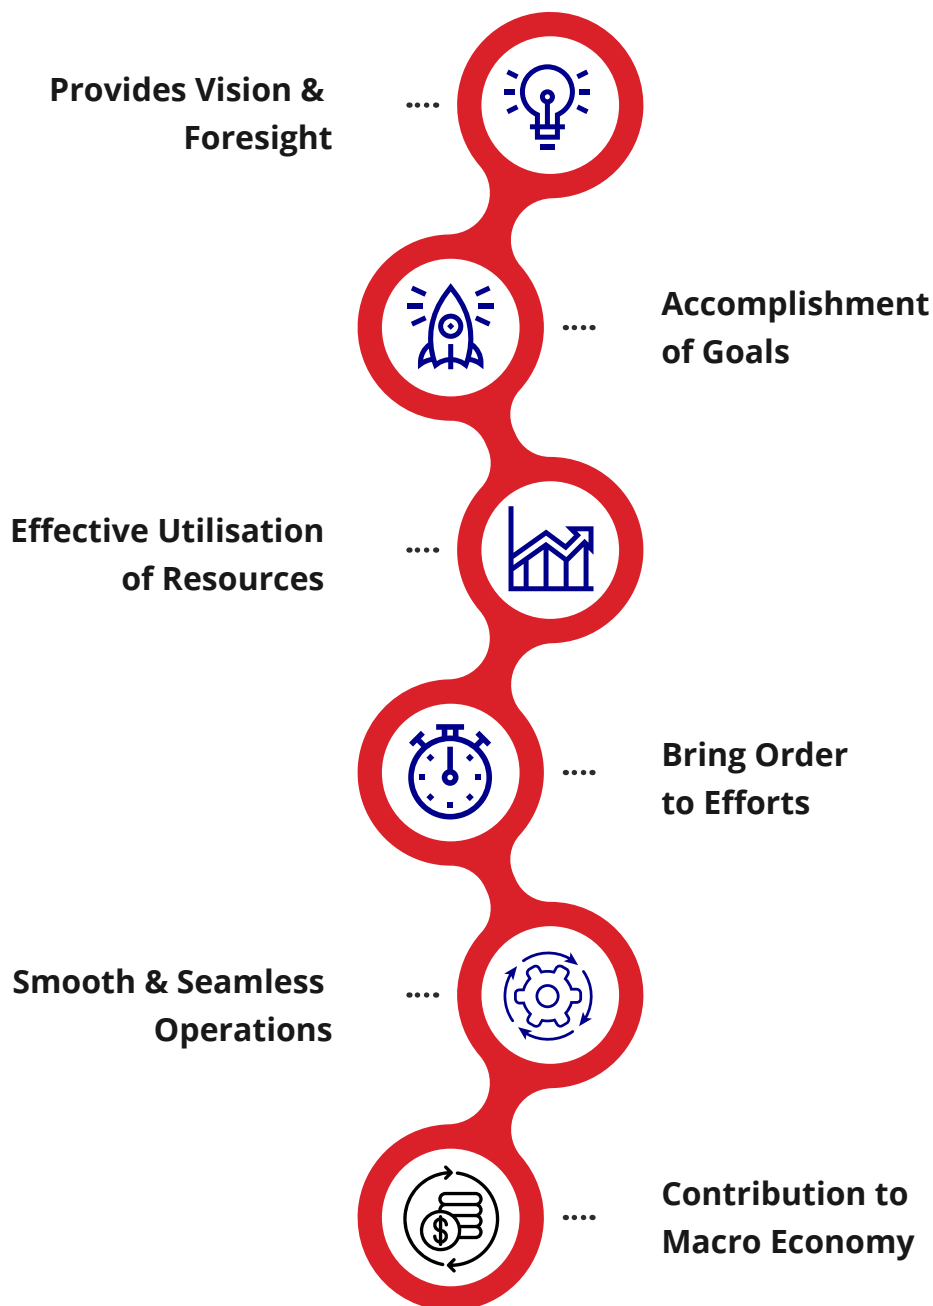 Provides Vision &
Foresight
Accomplishment
of Goals
Effective Utilisation
of Resources
Bring Order
to Efforts
Smooth & Seamless
Operations
$
Contribution to
Macro Economy